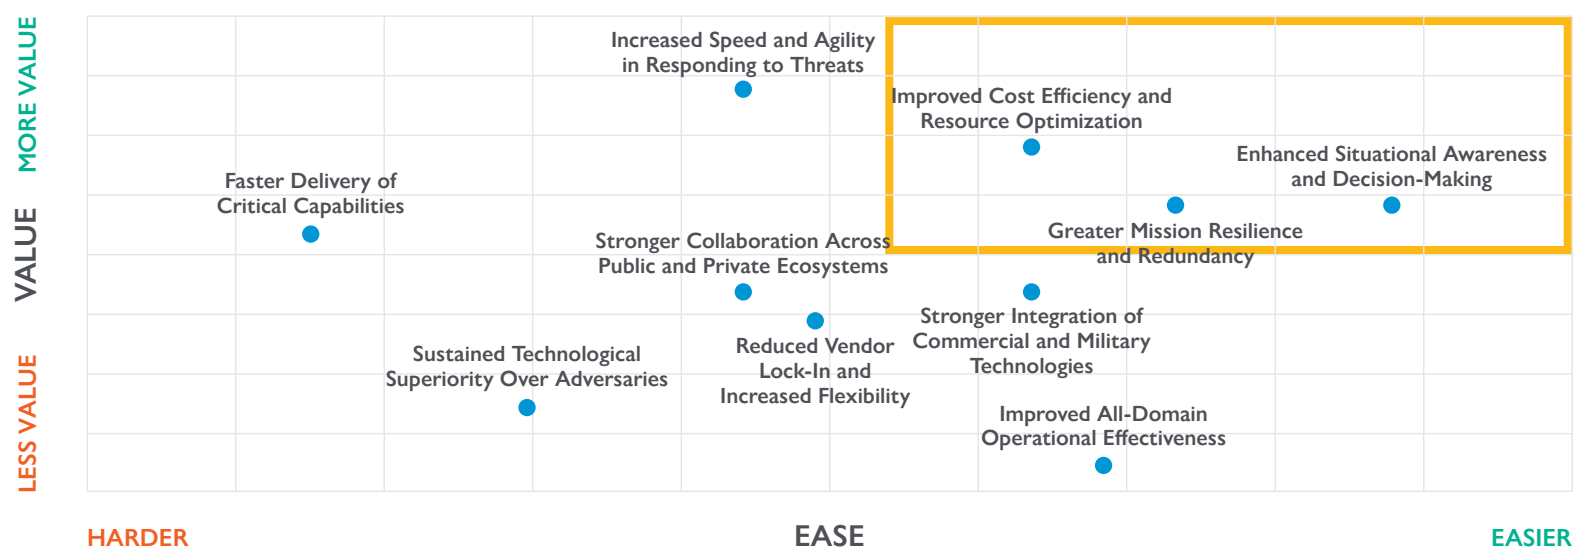 MORE VALUE
VALUE
LESS VALUE
Increased Speed and Agility
in Responding to Threats
Improved Cost Efficiency and
Resource Optimization
Enhanced Situational Awareness
and Decision-Making
Faster Delivery of
Critical Capabilities
Greater Mission Resilience
and Redundancy
Stronger Collaboration Across
Public and Private Ecosystems
Stronger Integration of
Commercial and Military
Technologies
Reduced Vendor
Lock-In and
Increased Flexibility
Sustained Technological
Superiority Over Adversaries
Improved All-Domain
Operational Effectiveness
HARDER
EASE
EASIER